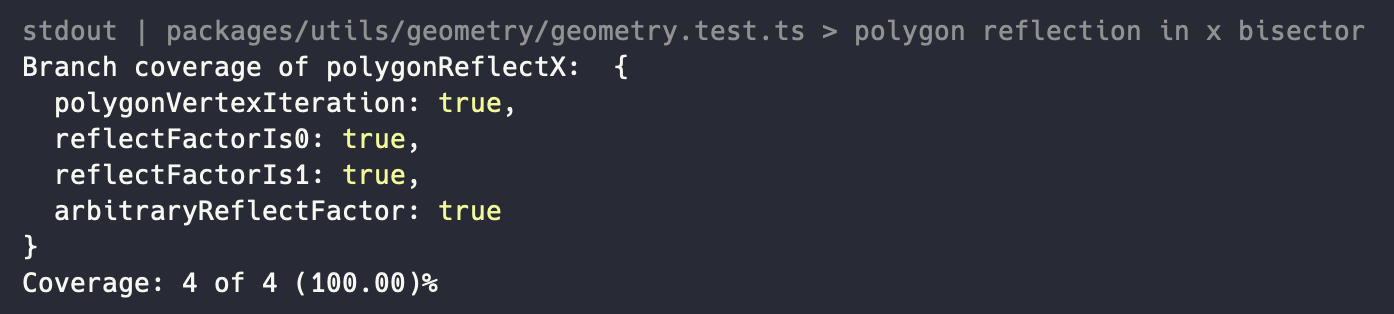 stdout | packages/utils/geometry/geometry.test.ts > polygon reflection in x bisector
Branch coverage of polygonReflectX:  {
  polygonVertexIteration: true,
  reflectFactorIs0: true,
  reflectFactorIs1: true,
  arbitraryReflectFactor: true
}
Coverage: 4 of 4 (100.00)%